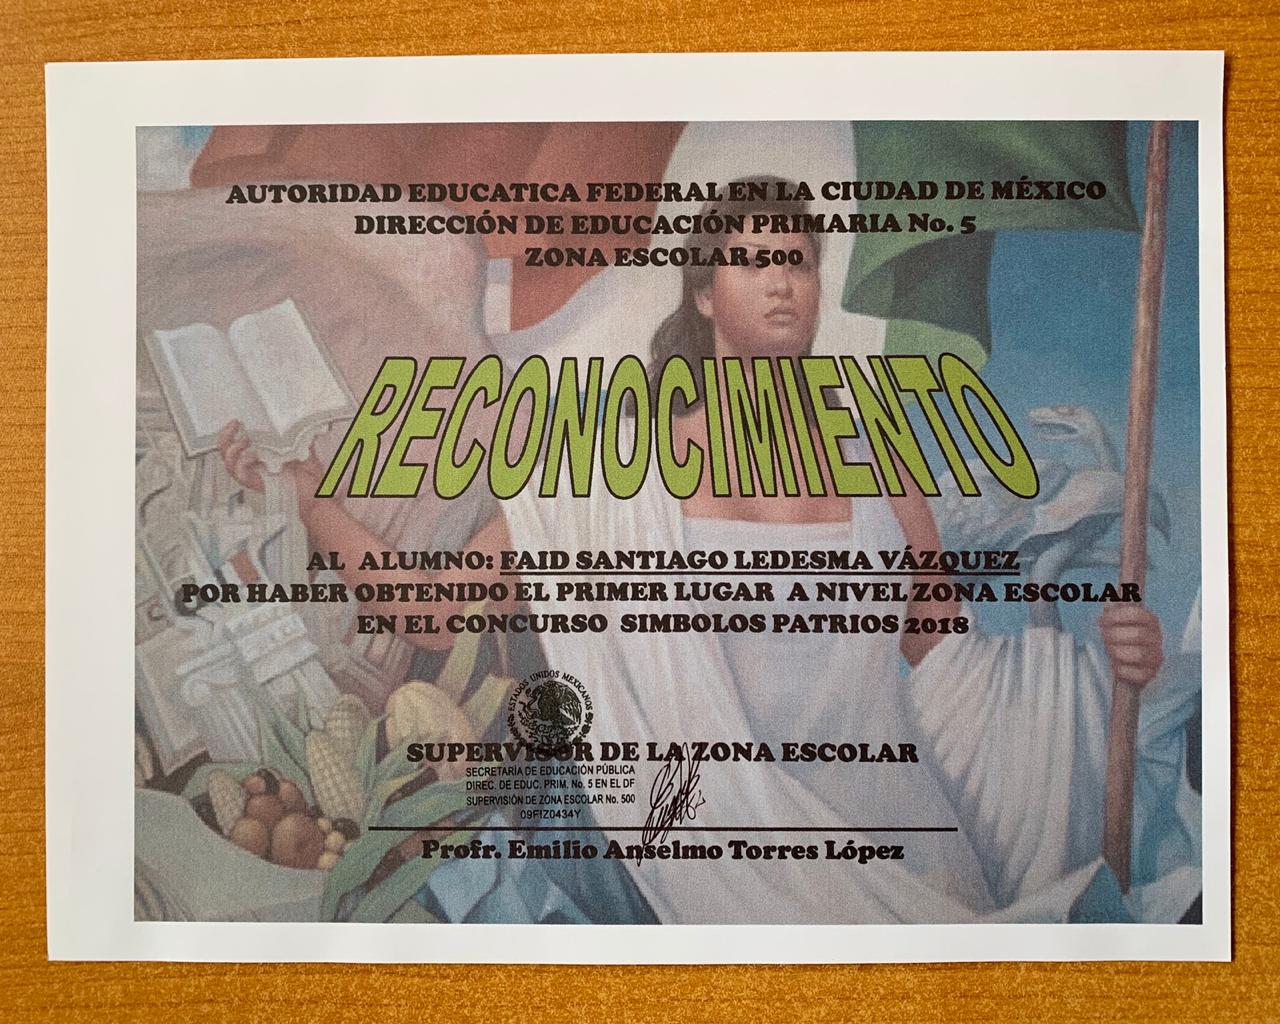 AUTORIDAD EDUCATICA FEDERAL EN LA CIUDAD DE MÉXICO
DIRECCIÓN DE EDUCACIÓN PRIMARIA No. 5
ZONA ESCOLAR 500
RECONOCIMIENTO
AL ALUMNO: FAID SANTIAGO LEDESMA VÁZQUEZ
POR HABER OBTENIDO EL PRIMER LUGAR A NIVEL ZONA ESCOLAR
EN EL CONCURSO SIMBOLOS PATRIOS 2018
ESTADOS UNIDOS MEXICANOS
SUPERVISOR DE LA ZONA ESCOLAR
SECRETARÍA DE EDUCACIÓN PÚBLICA
DIREC. DE EDUC. PRIM. No. 5 EN EL DF
SUPERVISIÓN DE ZONA ESCOLAR No. 500
09FIZ0434Y
Profr. Emilio Anselmo Torres López